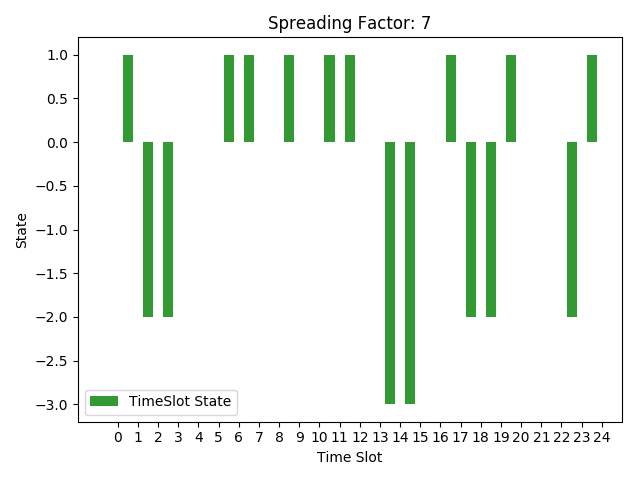 Spreading Factor: 7
1.0
0.5
0.0
−0.5
−1.0
−1.5
−2.0
−2.5
−3.0
State
TimeSlot State
0 1 2 3 4 5 6 7 8 9 10 11 12 13 14 15 16 17 18 19 20 21 22 23 24
Time Slot